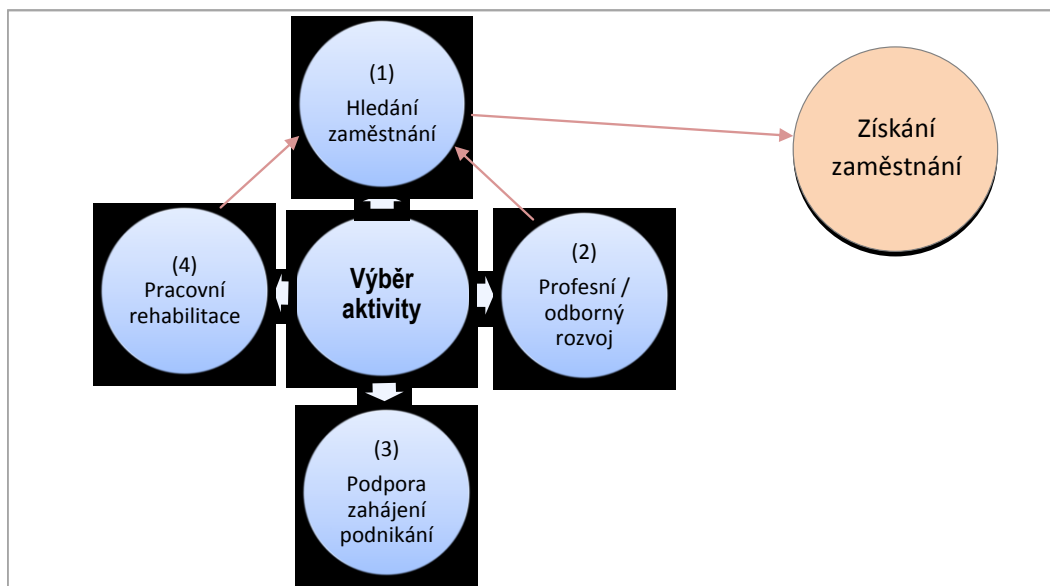 (1)
Hledání
zaměstnání
Získání
zaměstnání
(4)
Pracovní
rehabilitace
Výběr
aktivity
(2)
Profesní /
odborný
rozvoj
(3)
Podpora
zahájení
podnikání